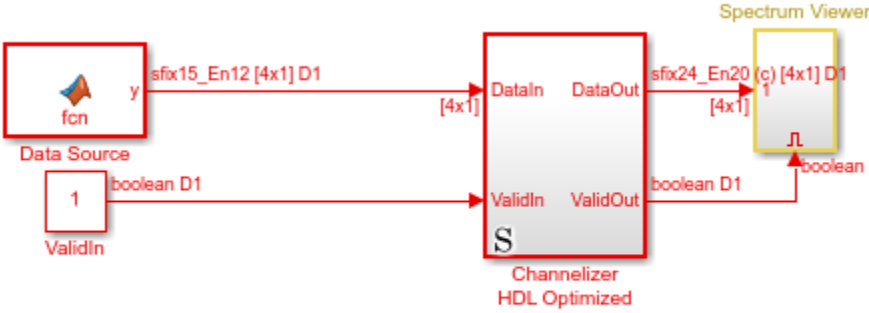 Spectrum Viewer
sfix15_En12 [4x1] D1
y
fcn
[4x1]
DataIn
DataOut
sfix24_En20 (c) [4x1] D1
[4x1]
1
Data Source
boolean D1
1
ValidIn
ValidIn
ValidOut
boolean D1
boolean
S
Channelizer
HDL Optimized